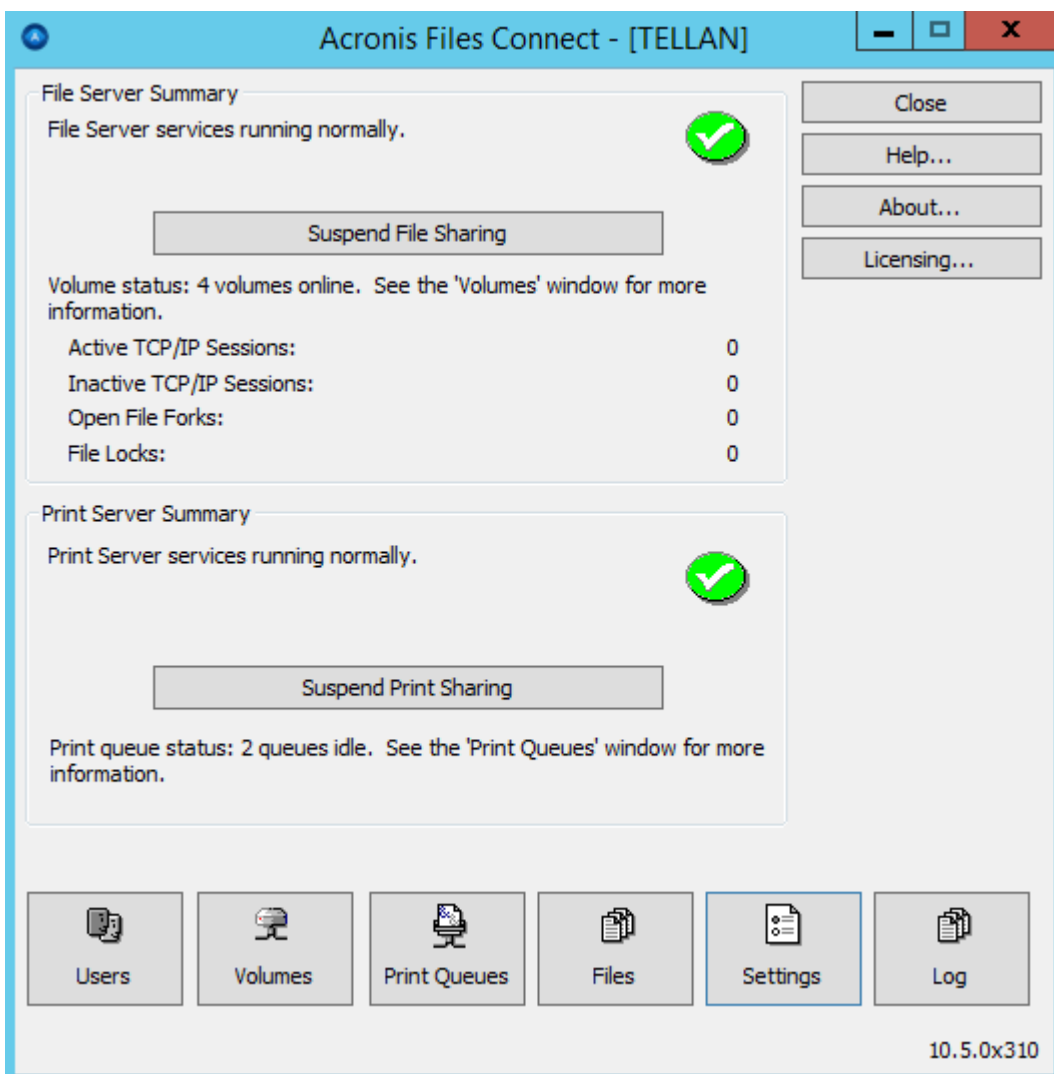 Acronis Files Connect - [TELLAN]
File Server Summary
File Server services running normally.
Suspend File Sharing
Volume status: 4 volumes online.  See the 'Volumes' window for more
information.
Active TCP/IP Sessions: 0
Inactive TCP/IP Sessions: 0
Open File Forks: 0
File Locks: 0
Close
Help...
About...
Licensing...
Print Server Summary
Print Server services running normally.
Suspend Print Sharing
Print queue status: 2 queues idle.  See the 'Print Queues' window for more
information.
Users Volumes Print Queues Files Settings Log
10.5.0x310